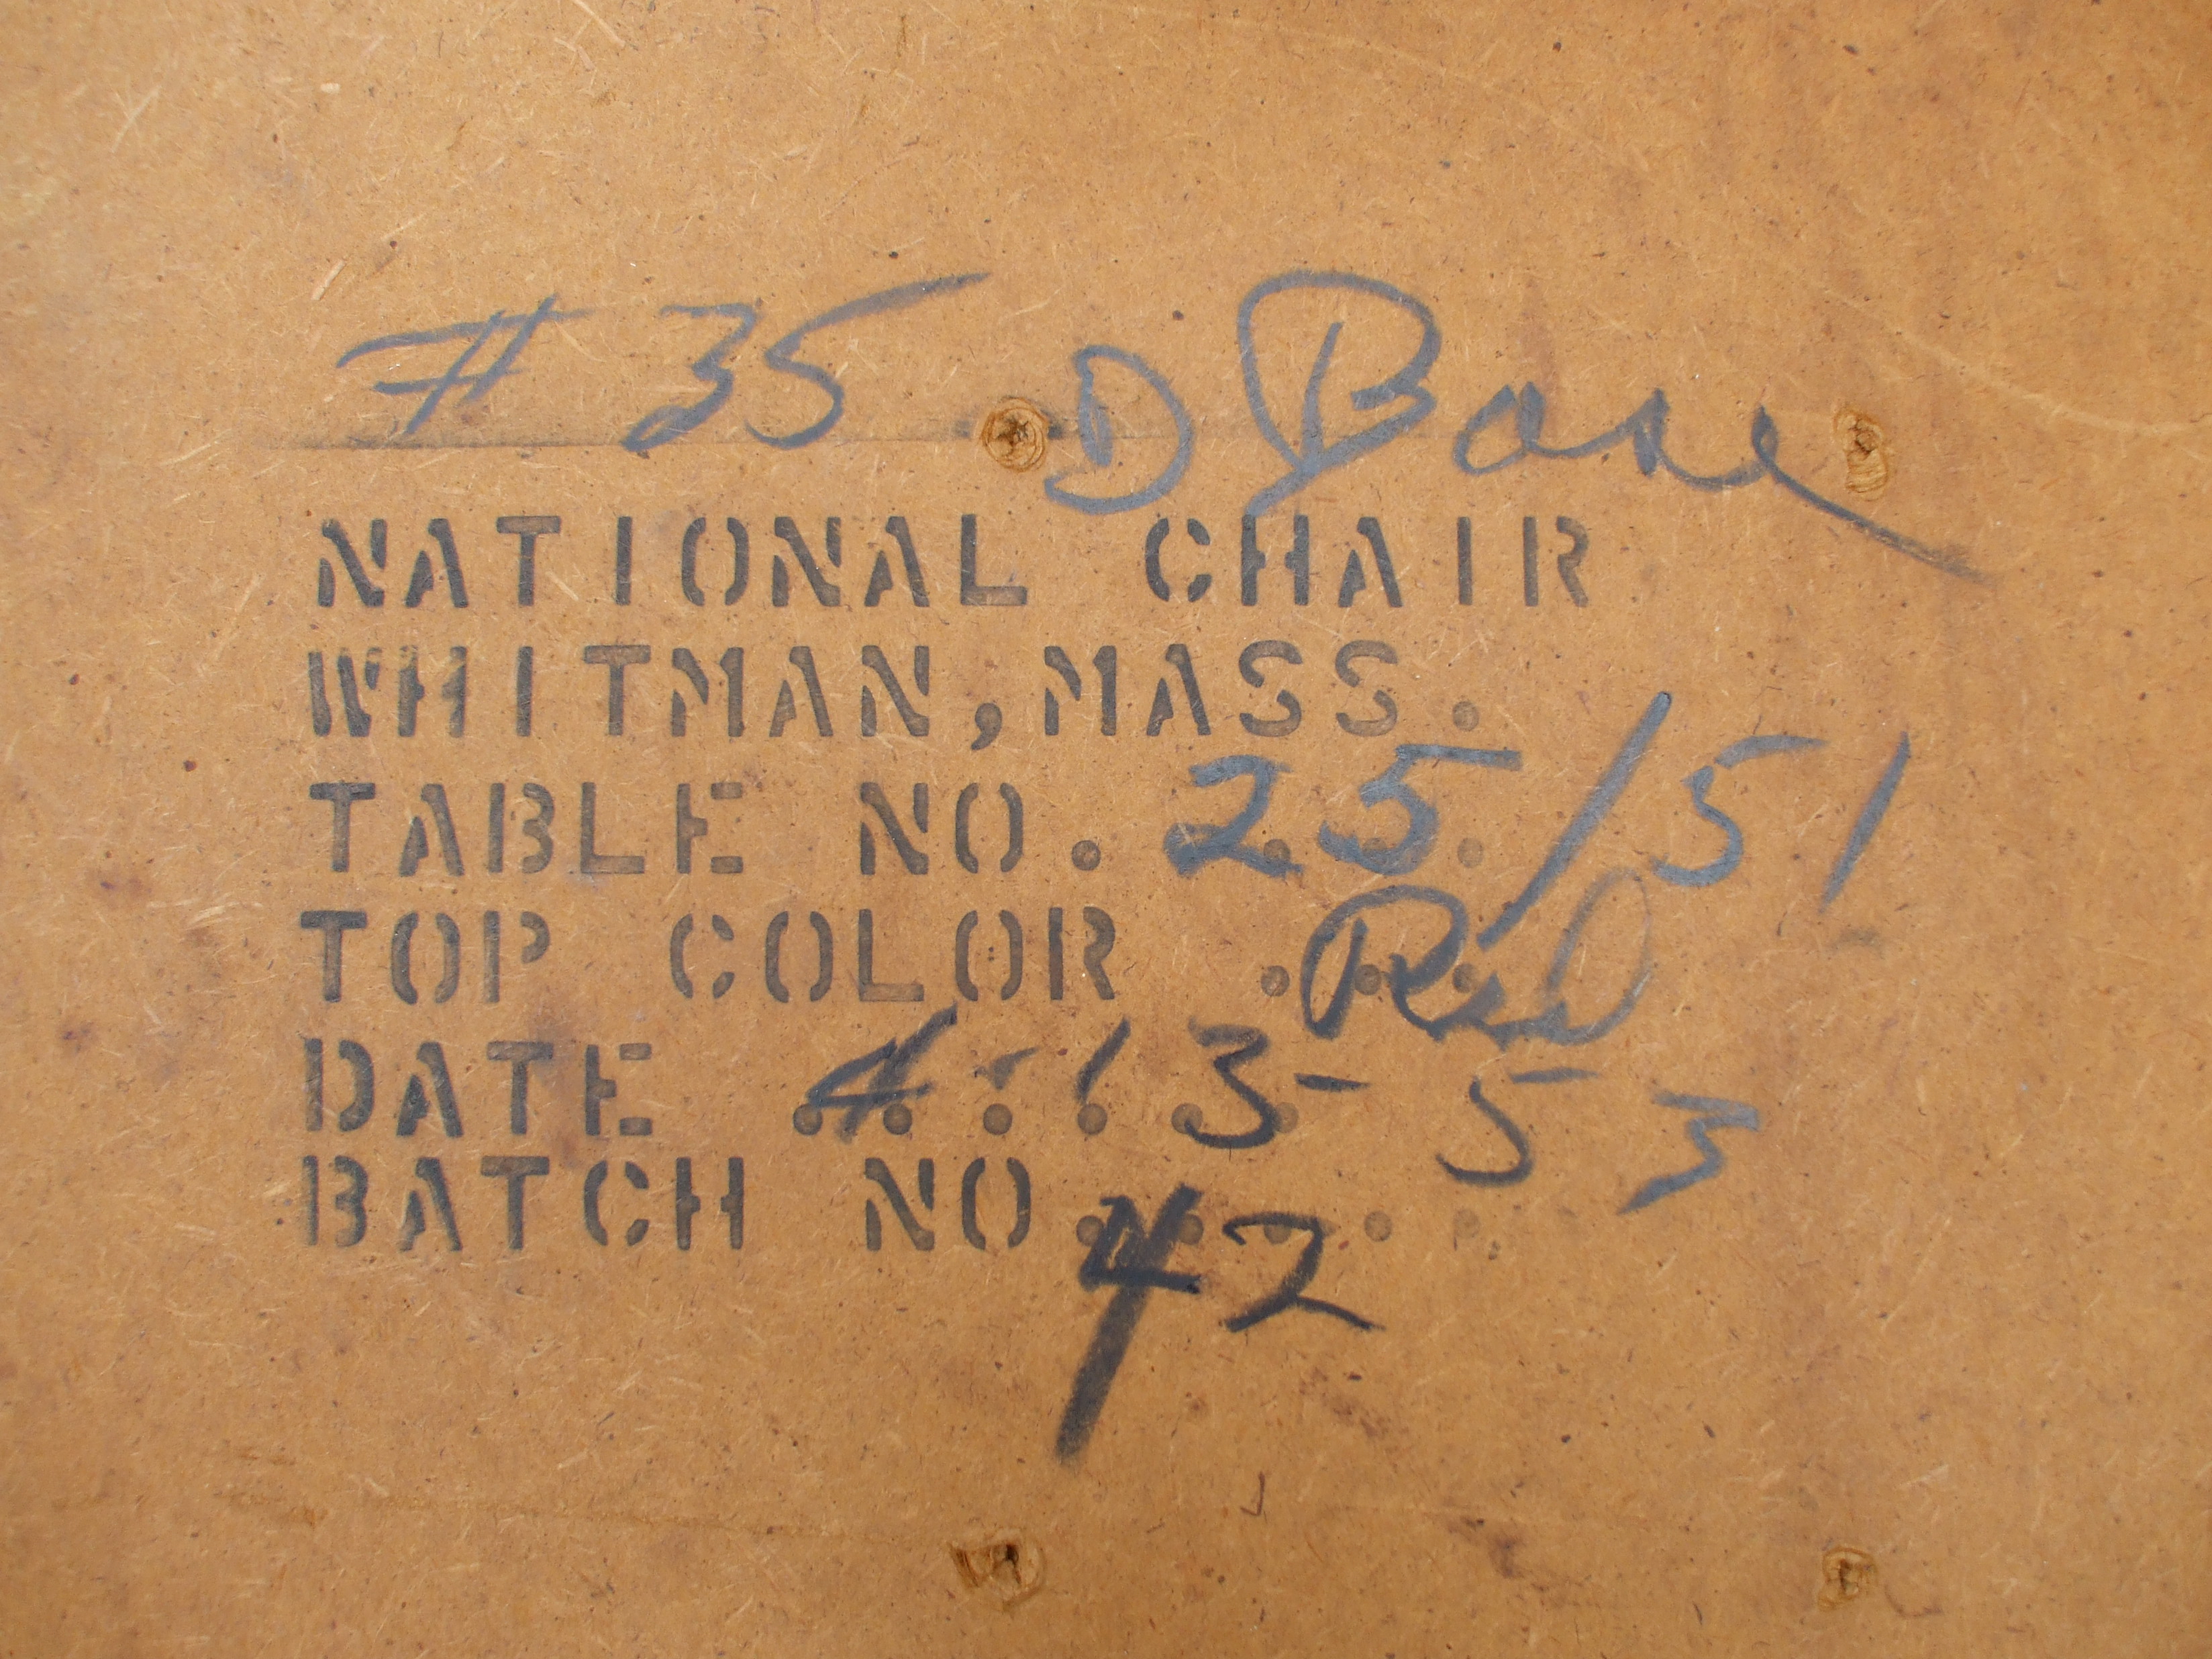 # 35 D Base
NATIONAL CHAIR
WHITMAN, MASS.
TABLE NO. 25/51
TOP COLOR ... Red
DATE 4-13-53
BATCH NO. 42